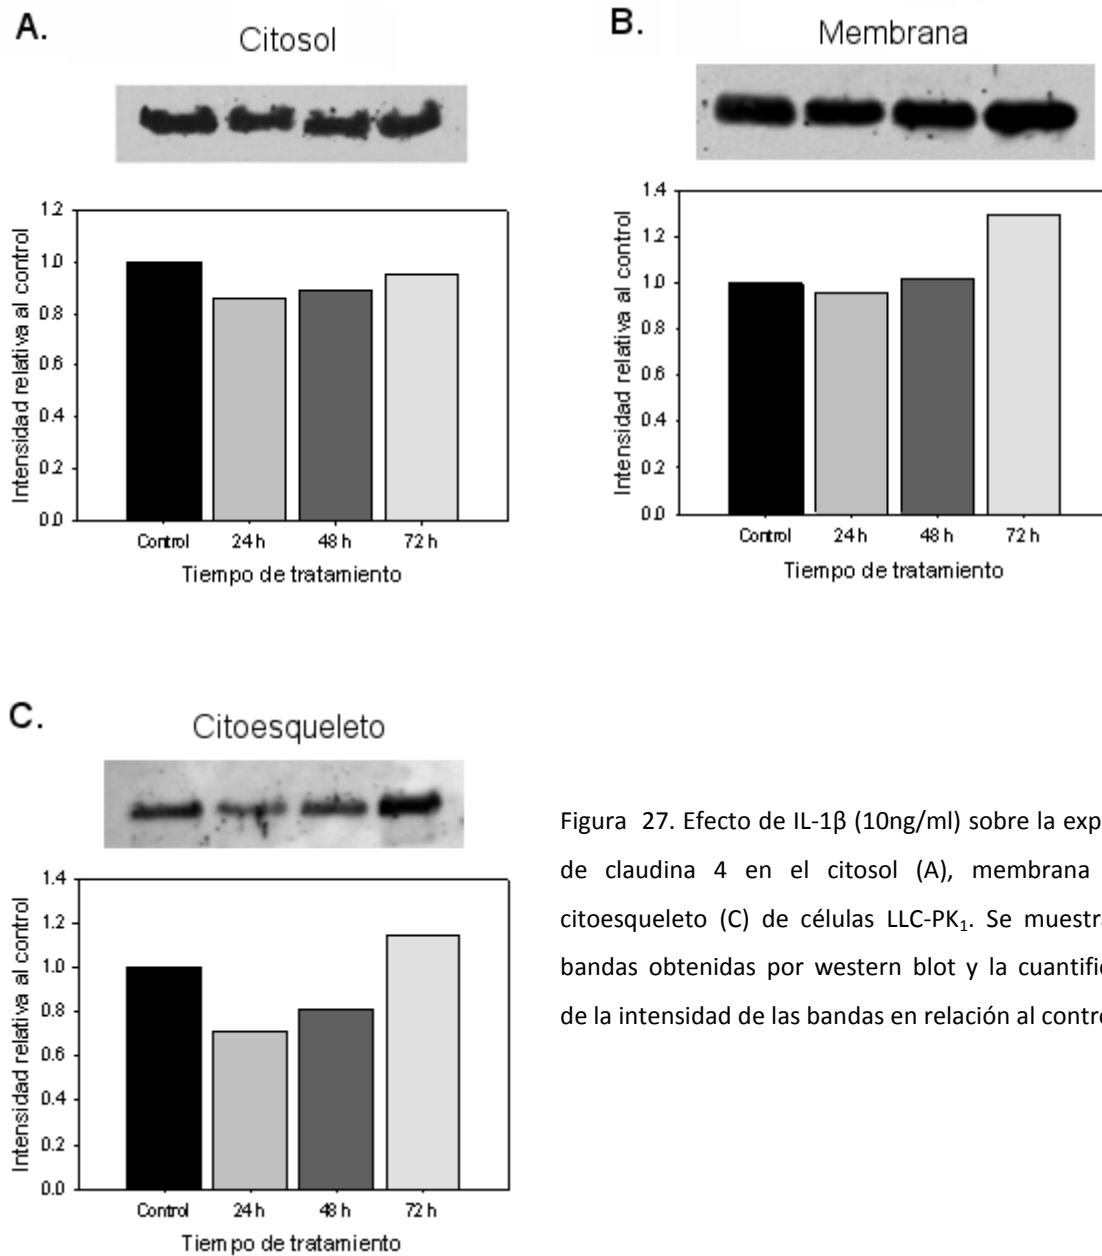 A.
Citosol
Intensidad relativa al control
1.2
1.0
0.8
0.6
0.4
0.2
0.0
Control 24 h 48 h 72 h
Tiempo de tratamiento
B.
Membrana
Intensidad relativa al control
1.4
1.2
1.0
0.8
0.6
0.4
0.2
0.0
Control 24 h 48 h 72 h
Tiempo de tratamiento
C.
Citoesqueleto
Intensidad relativa al control
1.4
1.2
1.0
0.8
0.6
0.4
0.2
0.0
Control 24 h 48 h 72 h
Tiempo de tratamiento
Figura 27. Efecto de IL-1β (10ng/ml) sobre la exp
de claudina 4 en el citosol (A), membrana
citoesqueleto (C) de células LLC-PK₁. Se muestr
bandas obtenidas por western blot y la cuantifi
de la intensidad de las bandas en relación al contr